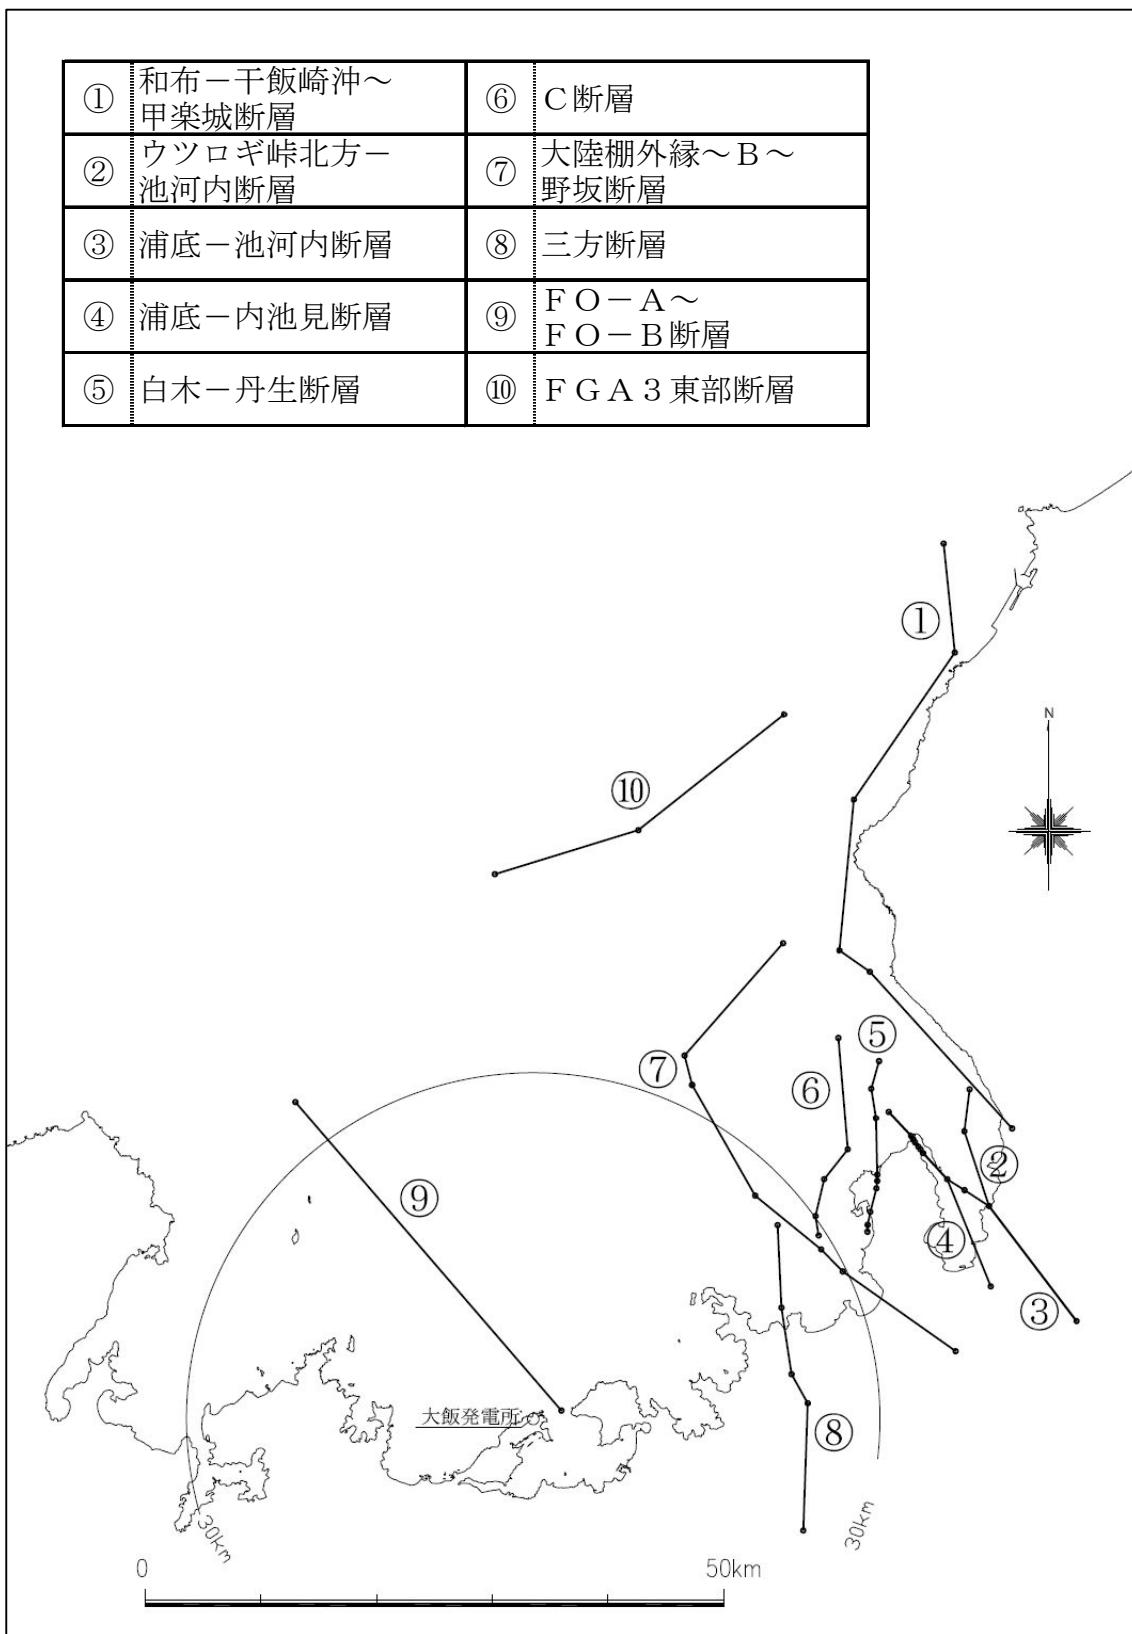 ① 和布－干飯崎沖～
甲楽城断層
⑥ Ｃ断層
② ウツロギ峠北方－
池河内断層
⑦ 大陸棚外縁～Ｂ～
野坂断層
③ 浦底－池河内断層
⑧ 三方断層
④ 浦底－内池見断層
⑨ ＦＯ－Ａ～
ＦＯ－Ｂ断層
⑤ 白木－丹生断層
⑩ ＦＧＡ３東部断層
①
N
⑩
⑤
⑦
⑥
②
⑨
④
③
大飯発電所
⑧
30km
30km
0
50km